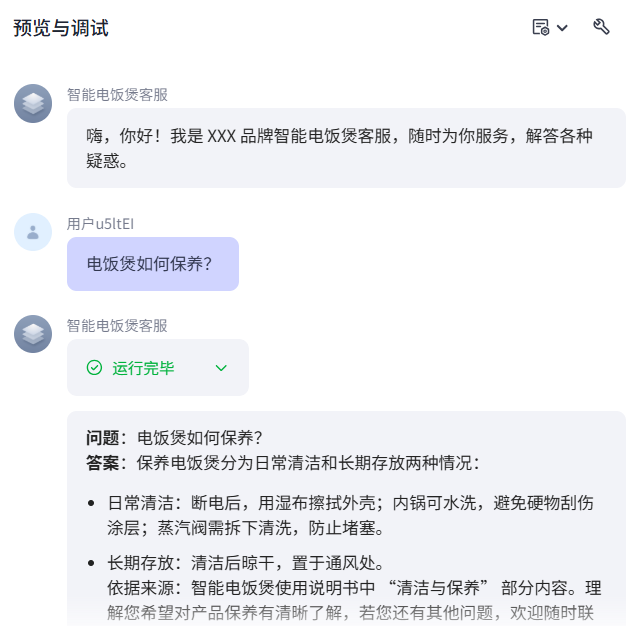 预览与调试
智能电饭煲客服
嗨，你好！我是 XXX 品牌智能电饭煲客服，随时为你服务，解答各种
疑惑。
用户u5ltEI
电饭煲如何保养？
智能电饭煲客服
运行完毕
问题：电饭煲如何保养？
答案：保养电饭煲分为日常清洁和长期存放两种情况：
• 日常清洁：断电后，用湿布擦拭外壳；内锅可水洗，避免硬物刮伤
涂层；蒸汽阀需拆下清洗，防止堵塞。
• 长期存放：清洁后晾干，置于通风处。
依据来源：智能电饭煲使用说明书中 “清洁与保养” 部分内容。理
解您希望对产品保养有清晰了解，若您还有其他问题，欢迎随时联